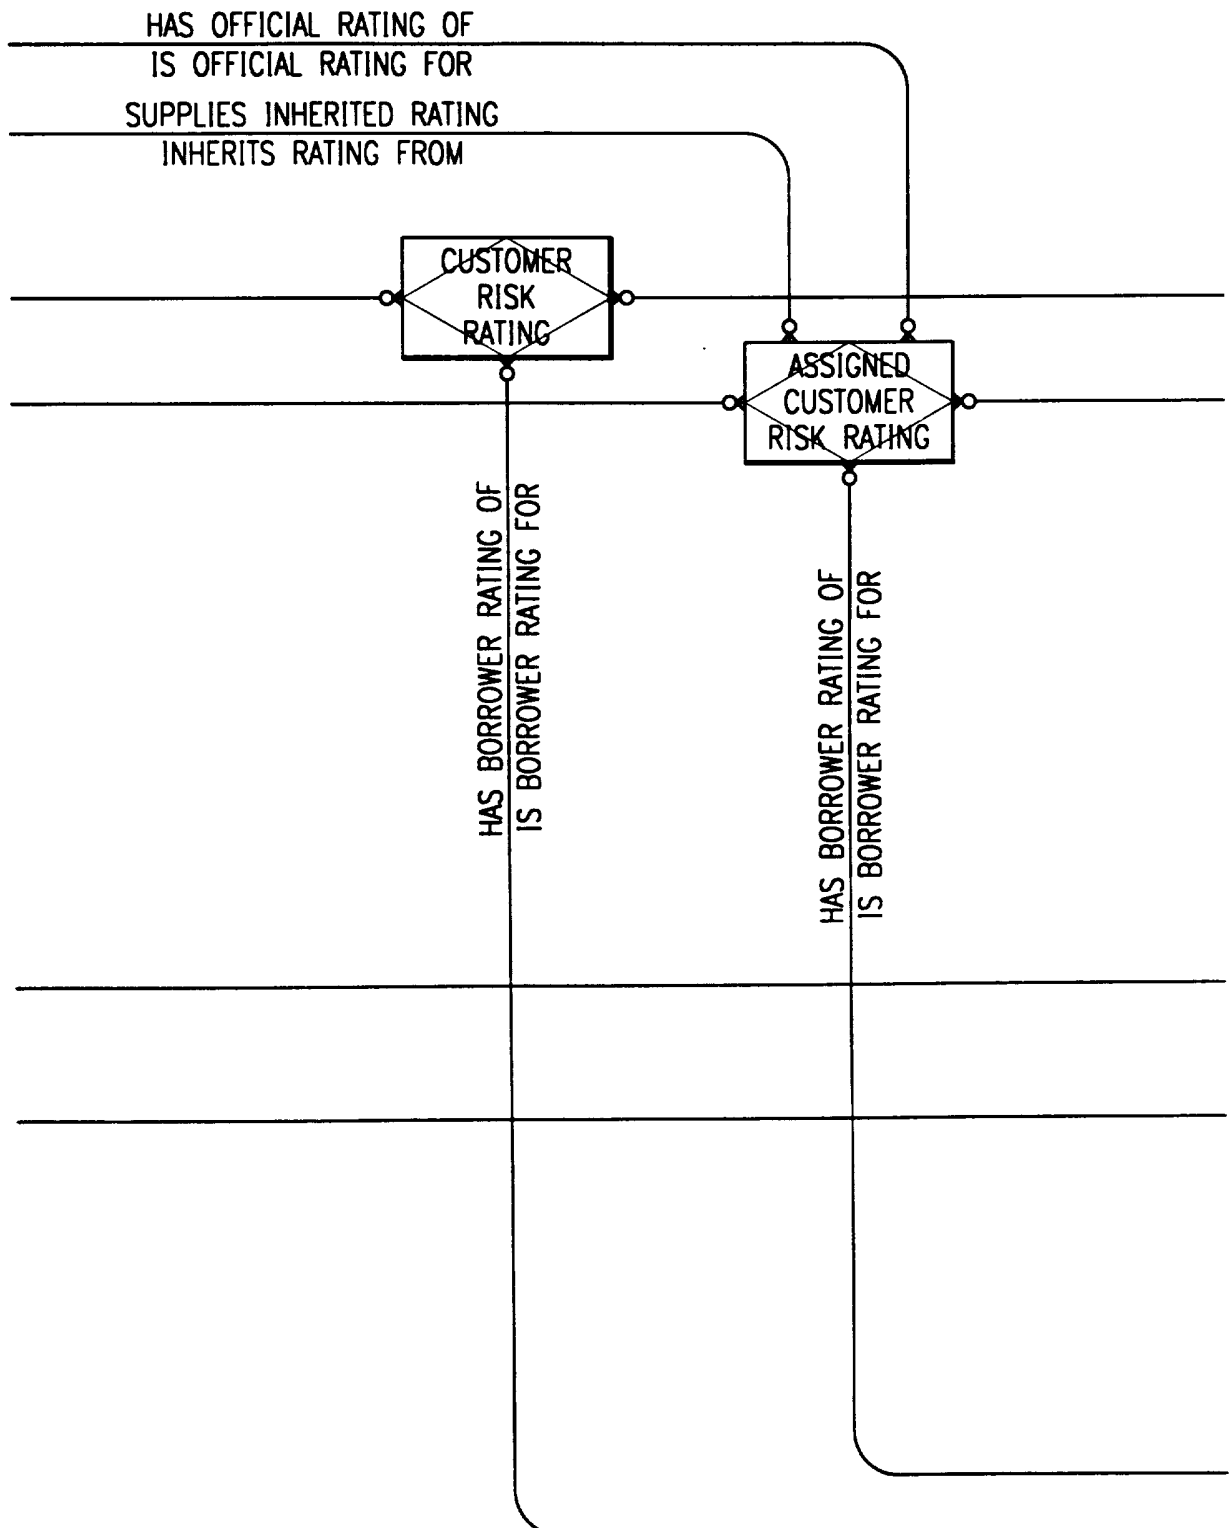 HAS OFFICIAL RATING OF
IS OFFICIAL RATING FOR
SUPPLIES INHERITED RATING
INHERITS RATING FROM
CUSTOMER
RISK
RATING
ASSIGNED
CUSTOMER
RISK RATING
HAS BORROWER RATING OF
IS BORROWER RATING FOR
HAS BORROWER RATING OF
IS BORROWER RATING FOR